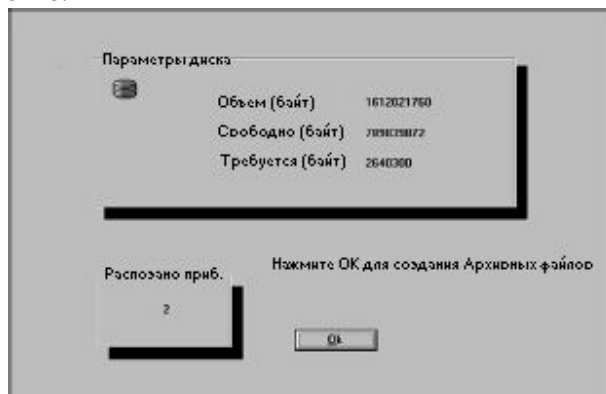 Параметры диска
Объем (байт) 1612021760
Свободно (байт)
Требуется (байт) 2640300
Нажмите ОК для создания Архивных файлов
Распозано приб.
2
Ok